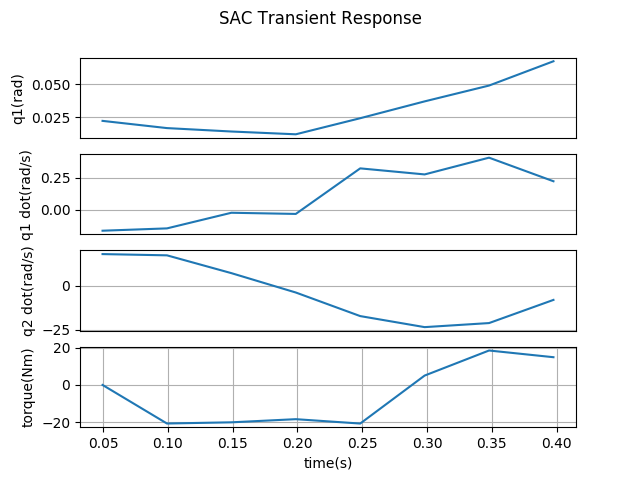 SAC Transient Response
q1(rad)
0.050
0.025
q1 dot(rad/s)
0.25
0.00
q2 dot(rad/s)
0
−25
torque(Nm)
20
0
−20
0.05 0.10 0.15 0.20 0.25 0.30 0.35 0.40
time(s)